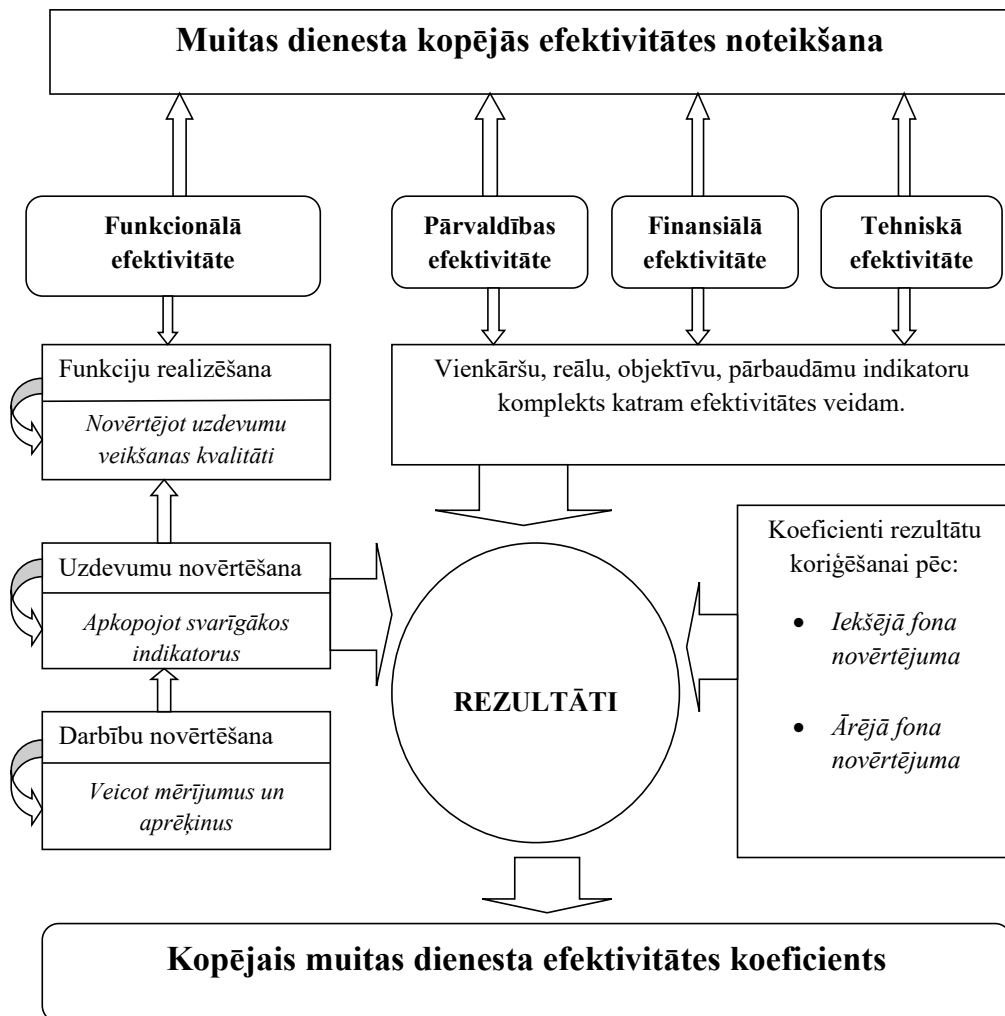 Muitas dienesta kopējās efektivitātes noteikšana
Funkcionālā
efektivitāte
Pārvaldības
efektivitāte
Finansiālā
efektivitāte
Tehniskā
efektivitāte
Funkciju realizēšana
Novērtējot uzdevumu
veikšanas kvalitāti
Vienkāršu, reālu, objektīvu, pārbaudāmu indikatoru
komplekts katram efektivitātes veidam.
Uzdevumu novērtēšana
Apkopojot svarīgākos
indikatorus
Darbību novērtēšana
Veicot mērījumus un
aprēķinus
REZULTĀTI
Koeficienti rezultātu
koriģēšanai pēc:
• Iekšējā fona
novērtējuma
• Ārējā fona
novērtējuma
Kopējais muitas dienesta efektivitātes koeficients